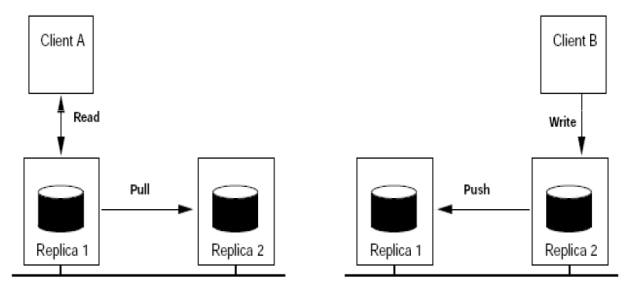 Client A
Client B
Read
Write
Pull
Push
Replica 1
Replica 2
Replica 1
Replica 2